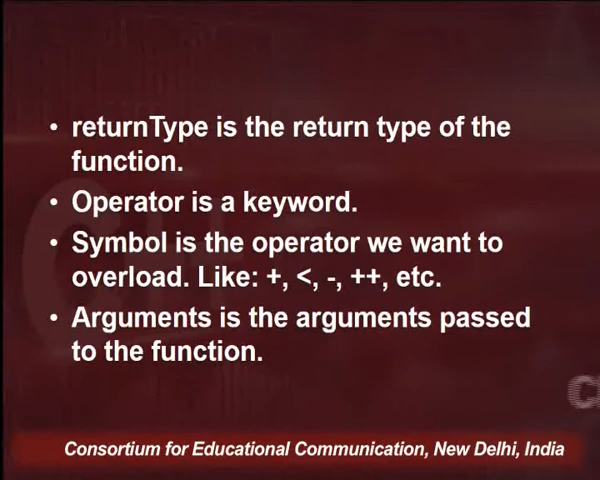 • returnType is the return type of the
function.
• Operator is a keyword.
• Symbol is the operator we want to
overload. Like: +, <, -, ++, etc.
• Arguments is the arguments passed
to the function.
Consortium for Educational Communication, New Delhi, India